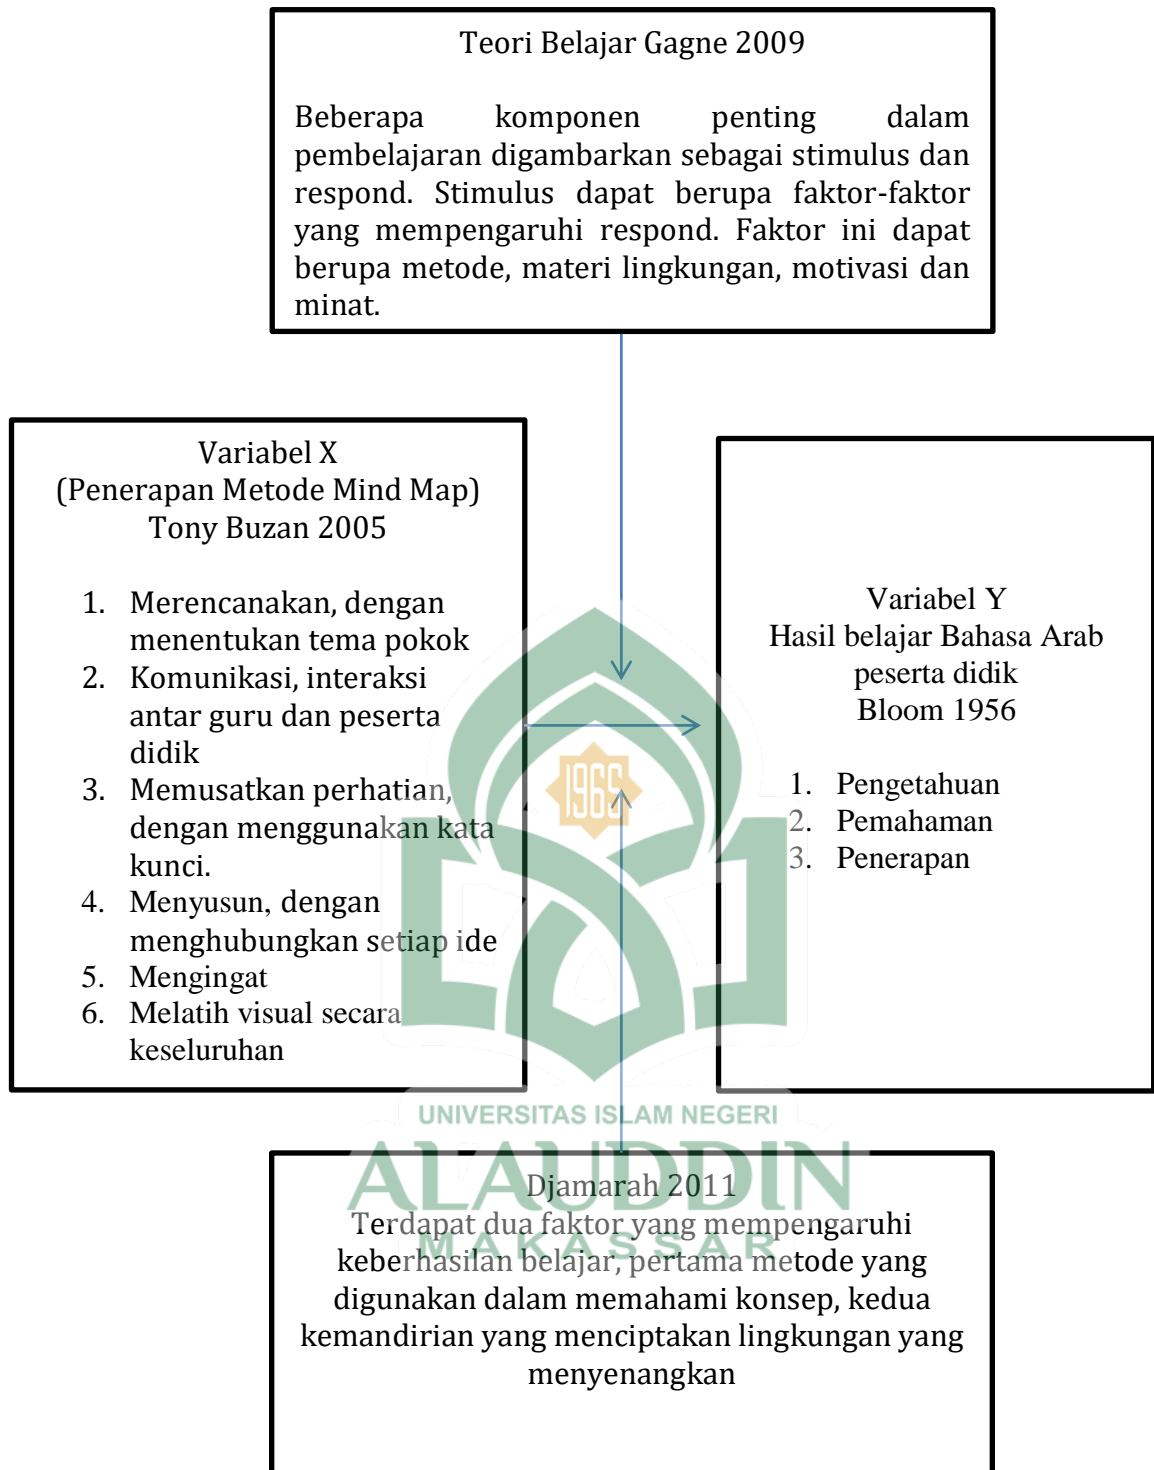 Teori Belajar Gagne 2009
Beberapa komponen penting dalam
pembelajaran digambarkan sebagai stimulus dan
respond. Stimulus dapat berupa faktor-faktor
yang mempengaruhi respond. Faktor ini dapat
berupa metode, materi lingkungan, motivasi dan
minat.
Variabel X
(Penerapan Metode Mind Map)
Tony Buzan 2005
1. Merencanakan, dengan
menentukan tema pokok
2. Komunikasi, interaksi
antar guru dan peserta
didik
3. Memusatkan perhatian,
dengan menggunakan kata
kunci.
4. Menyusun, dengan
menghubungkan setiap ide
5. Mengingat
6. Melatih visual secara
keseluruhan
Variabel Y
Hasil belajar Bahasa Arab
peserta didik
Bloom 1956
1. Pengetahuan
2. Pemahaman
3. Penerapan
1965
UNIVERSITAS ISLAM NEGERI
ALAUDDIN
MAKASSAR
Djamarah 2011
Terdapat dua faktor yang mempengaruhi
keberhasilan belajar, pertama metode yang
digunakan dalam memahami konsep, kedua
kemandirian yang menciptakan lingkungan yang
menyenangkan